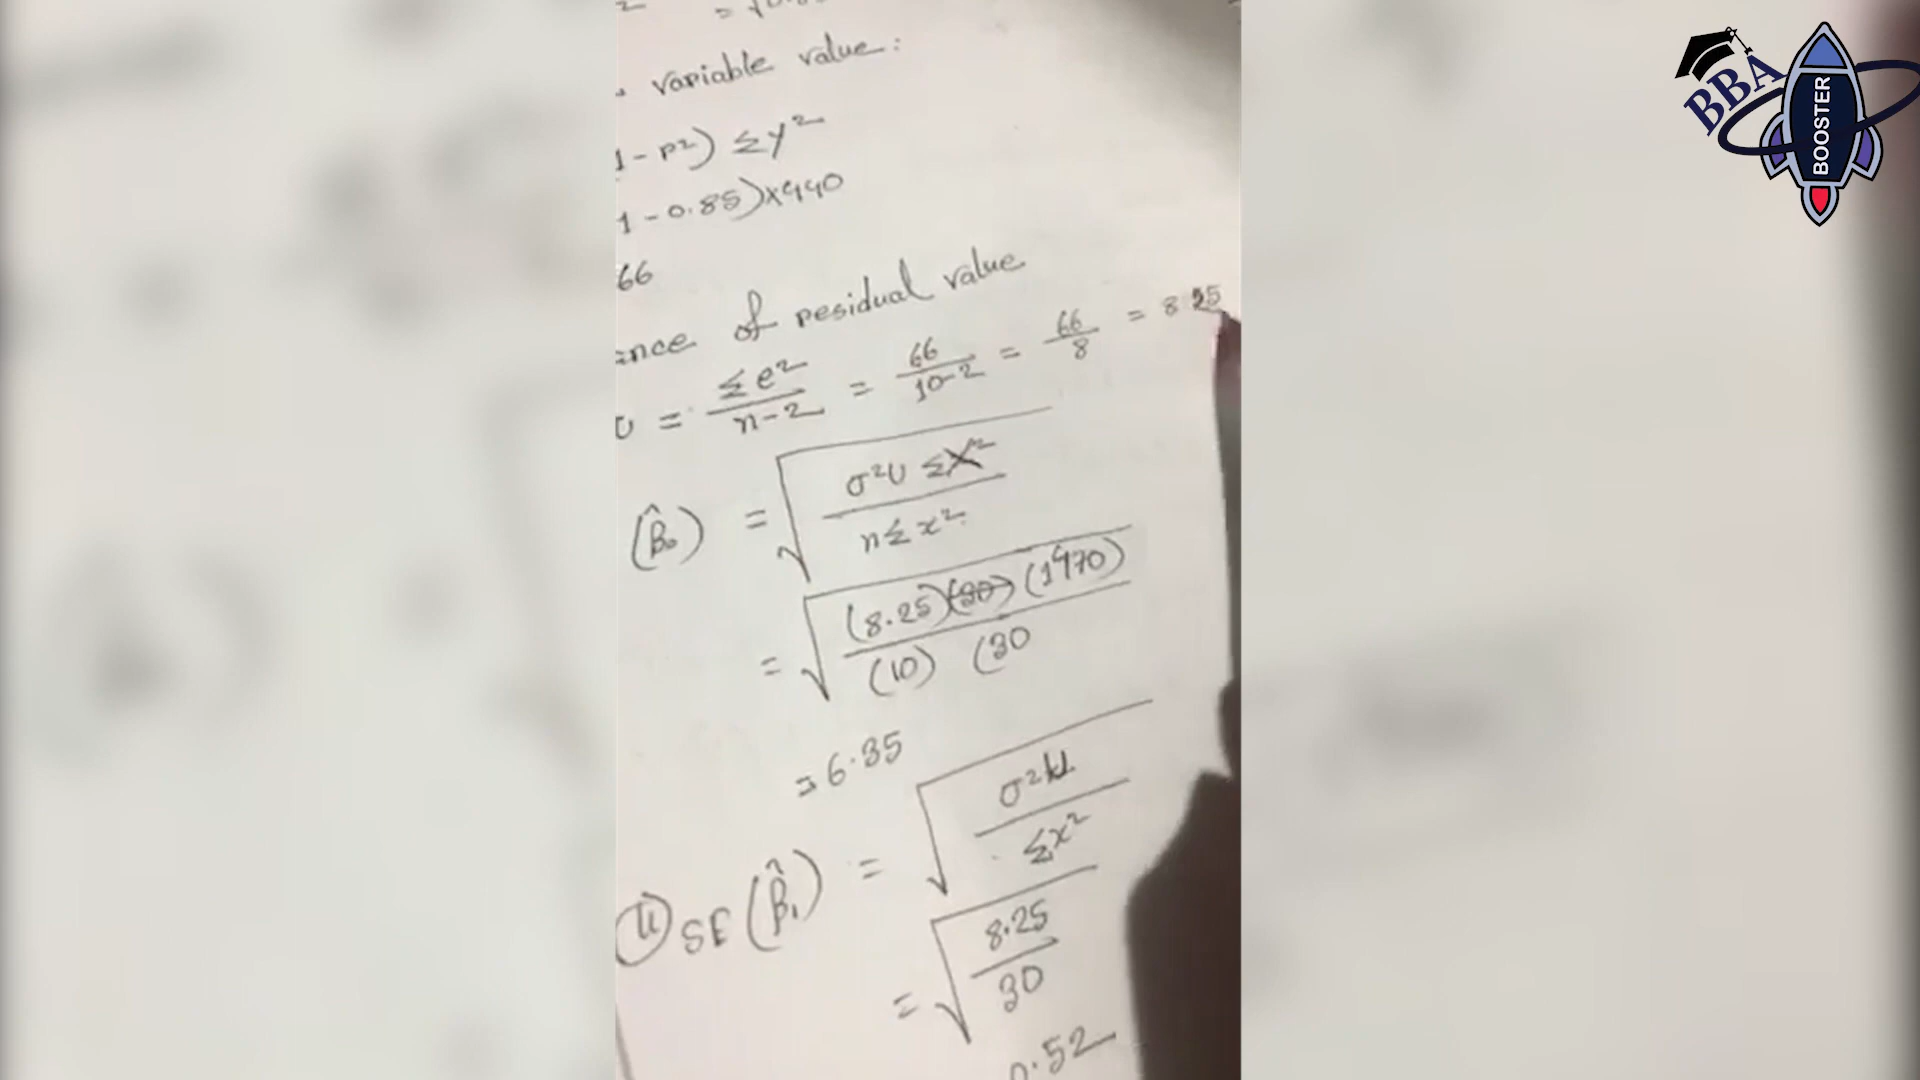 variable value:
1 - r²) Σy²
1 - 0.85) x 440
66
ance of residual value
U = Σe² / n-2 = 66 / 10-2 = 66 / 8 = 8.25
(β̂₀) = √ σ²U ΣX² / nΣx²
= √ (8.25) (30) (1470) / (10) (30
= 6.35
ii SE (β̂₁) = √ σ²u / Σx²
= √ 8.25 / 30
0.52
BBA
BOOSTER